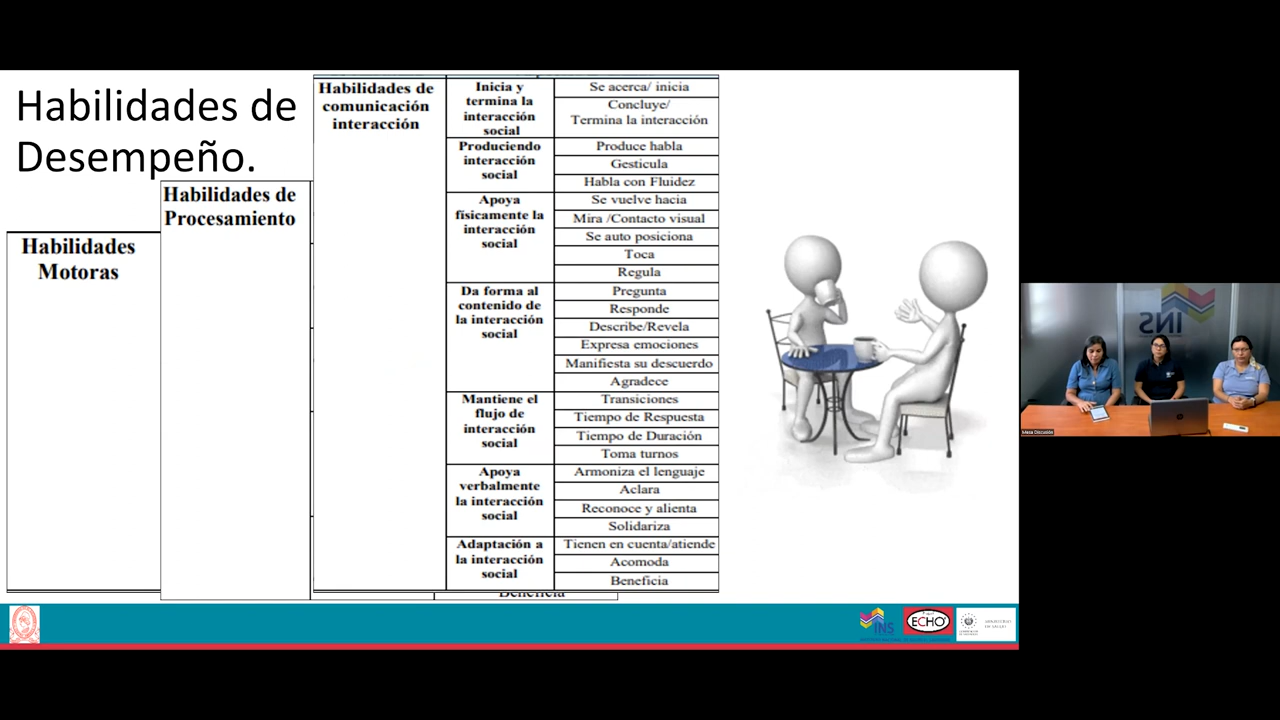 Habilidades de
Desempeño.
Habilidades
Motoras
Habilidades de
Procesamiento
Habilidades de
comunicación
interacción
Inicia y
termina la
interacción
social
Se acerca/ inicia
Concluye/
Termina la interacción
Produciendo
interacción
social
Produce habla
Gesticula
Habla con Fluidez
Apoya
físicamente la
interacción
social
Se vuelve hacia
Mira /Contacto visual
Se auto posiciona
Toca
Regula
Da forma al
contenido de
la interacción
social
Pregunta
Responde
Describe/Revela
Expresa emociones
Manifiesta su descuerdo
Agradece
Mantiene el
flujo de
interacción
social
Transiciones
Tiempo de Respuesta
Tiempo de Duración
Toma turnos
Apoya
verbalmente
la interacción
social
Armoniza el lenguaje
Aclara
Reconoce y alienta
Solidariza
Adaptación a
la interacción
social
Tienen en cuenta/atiende
Acomoda
Beneficia
Beneficia
INS
ECHO
MINISTERIO
DE SALUD
INS
Mesa Discusión